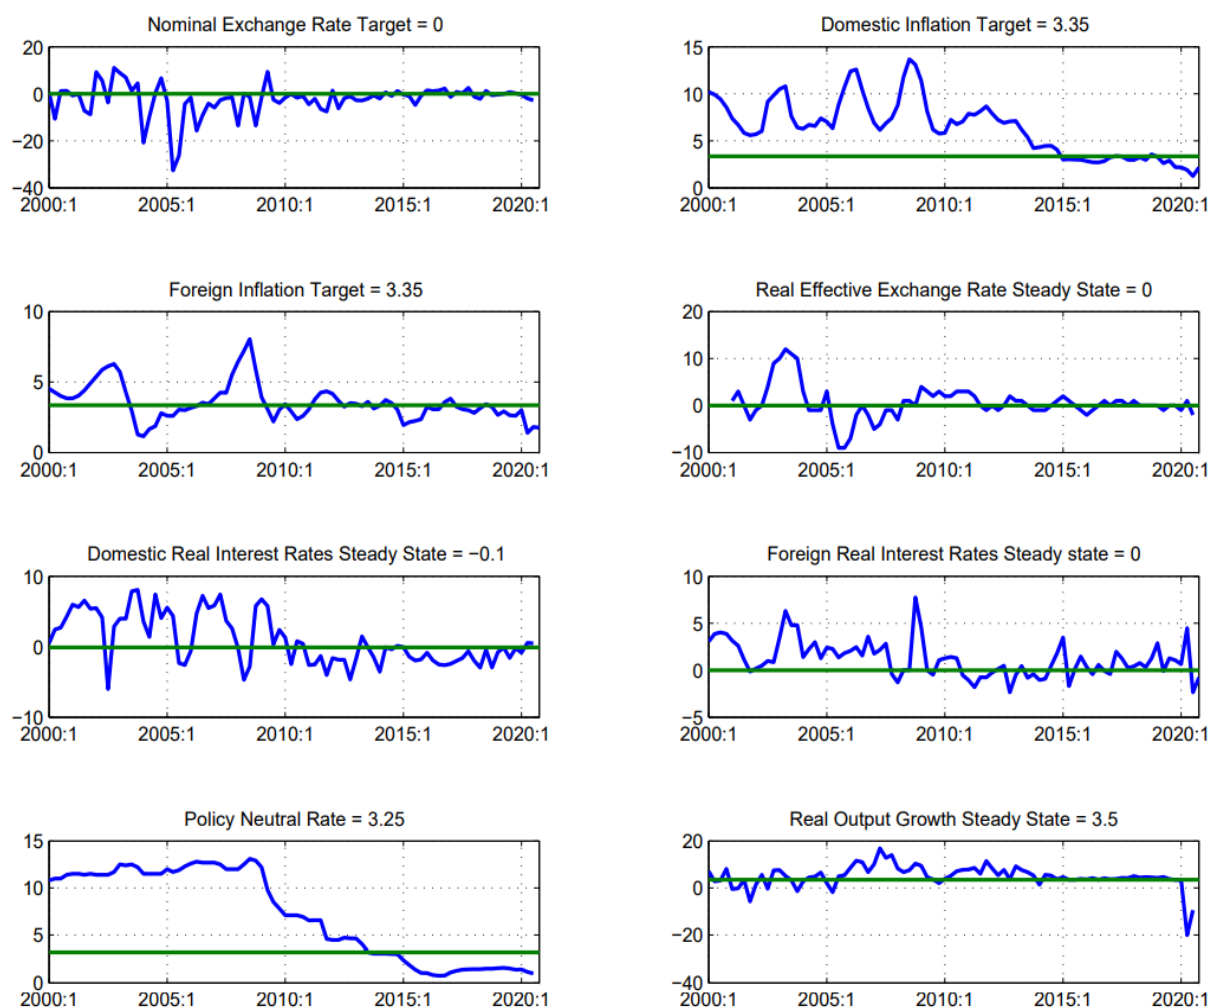 Nominal Exchange Rate Target = 0
20
0
−20
−40
2000:1 2005:1 2010:1 2015:1 2020:1
Domestic Inflation Target = 3.35
15
10
5
0
2000:1 2005:1 2010:1 2015:1 2020:1
Foreign Inflation Target = 3.35
10
5
0
2000:1 2005:1 2010:1 2015:1 2020:1
Real Effective Exchange Rate Steady State = 0
20
10
0
−10
2000:1 2005:1 2010:1 2015:1 2020:1
Domestic Real Interest Rates Steady State = −0.1
10
0
−10
2000:1 2005:1 2010:1 2015:1 2020:1
Foreign Real Interest Rates Steady state = 0
10
5
0
−5
2000:1 2005:1 2010:1 2015:1 2020:1
Policy Neutral Rate = 3.25
15
10
5
0
2000:1 2005:1 2010:1 2015:1 2020:1
Real Output Growth Steady State = 3.5
20
0
−20
−40
2000:1 2005:1 2010:1 2015:1 2020:1